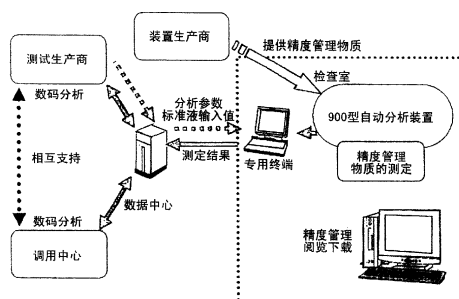 装置生产商
提供精度管理物质
测试生产商
检查室
数码分析
分析参数
标准液输入值
900型自动分析装置
相互支持
测定结果
专用终端
精度管理
物质的测定
数据中心
数码分析
调用中心
精度管理
阅览下载